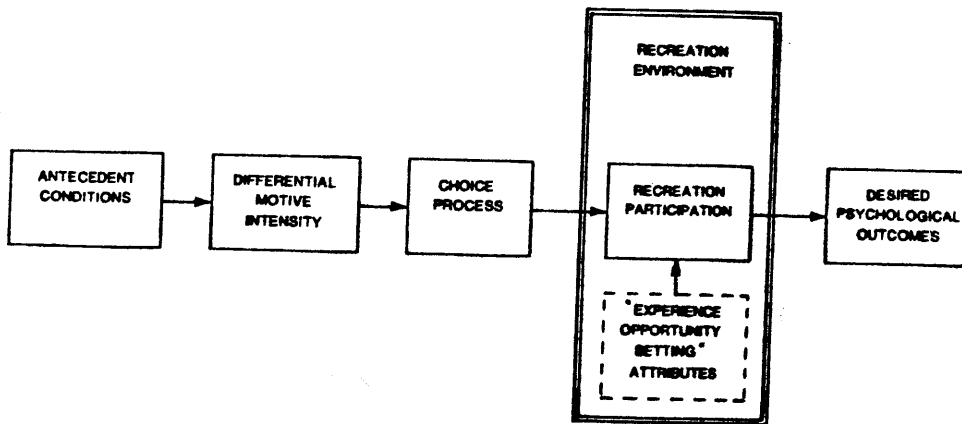 RECREATION
ENVIRONMENT
ANTECEDENT
CONDITIONS
DIFFERENTIAL
MOTIVE
INTENSITY
CHOICE
PROCESS
RECREATION
PARTICIPATION
DESIRED
PSYCHOLOGICAL
OUTCOMES
"EXPERIENCE
OPPORTUNITY
SETTING"
ATTRIBUTES